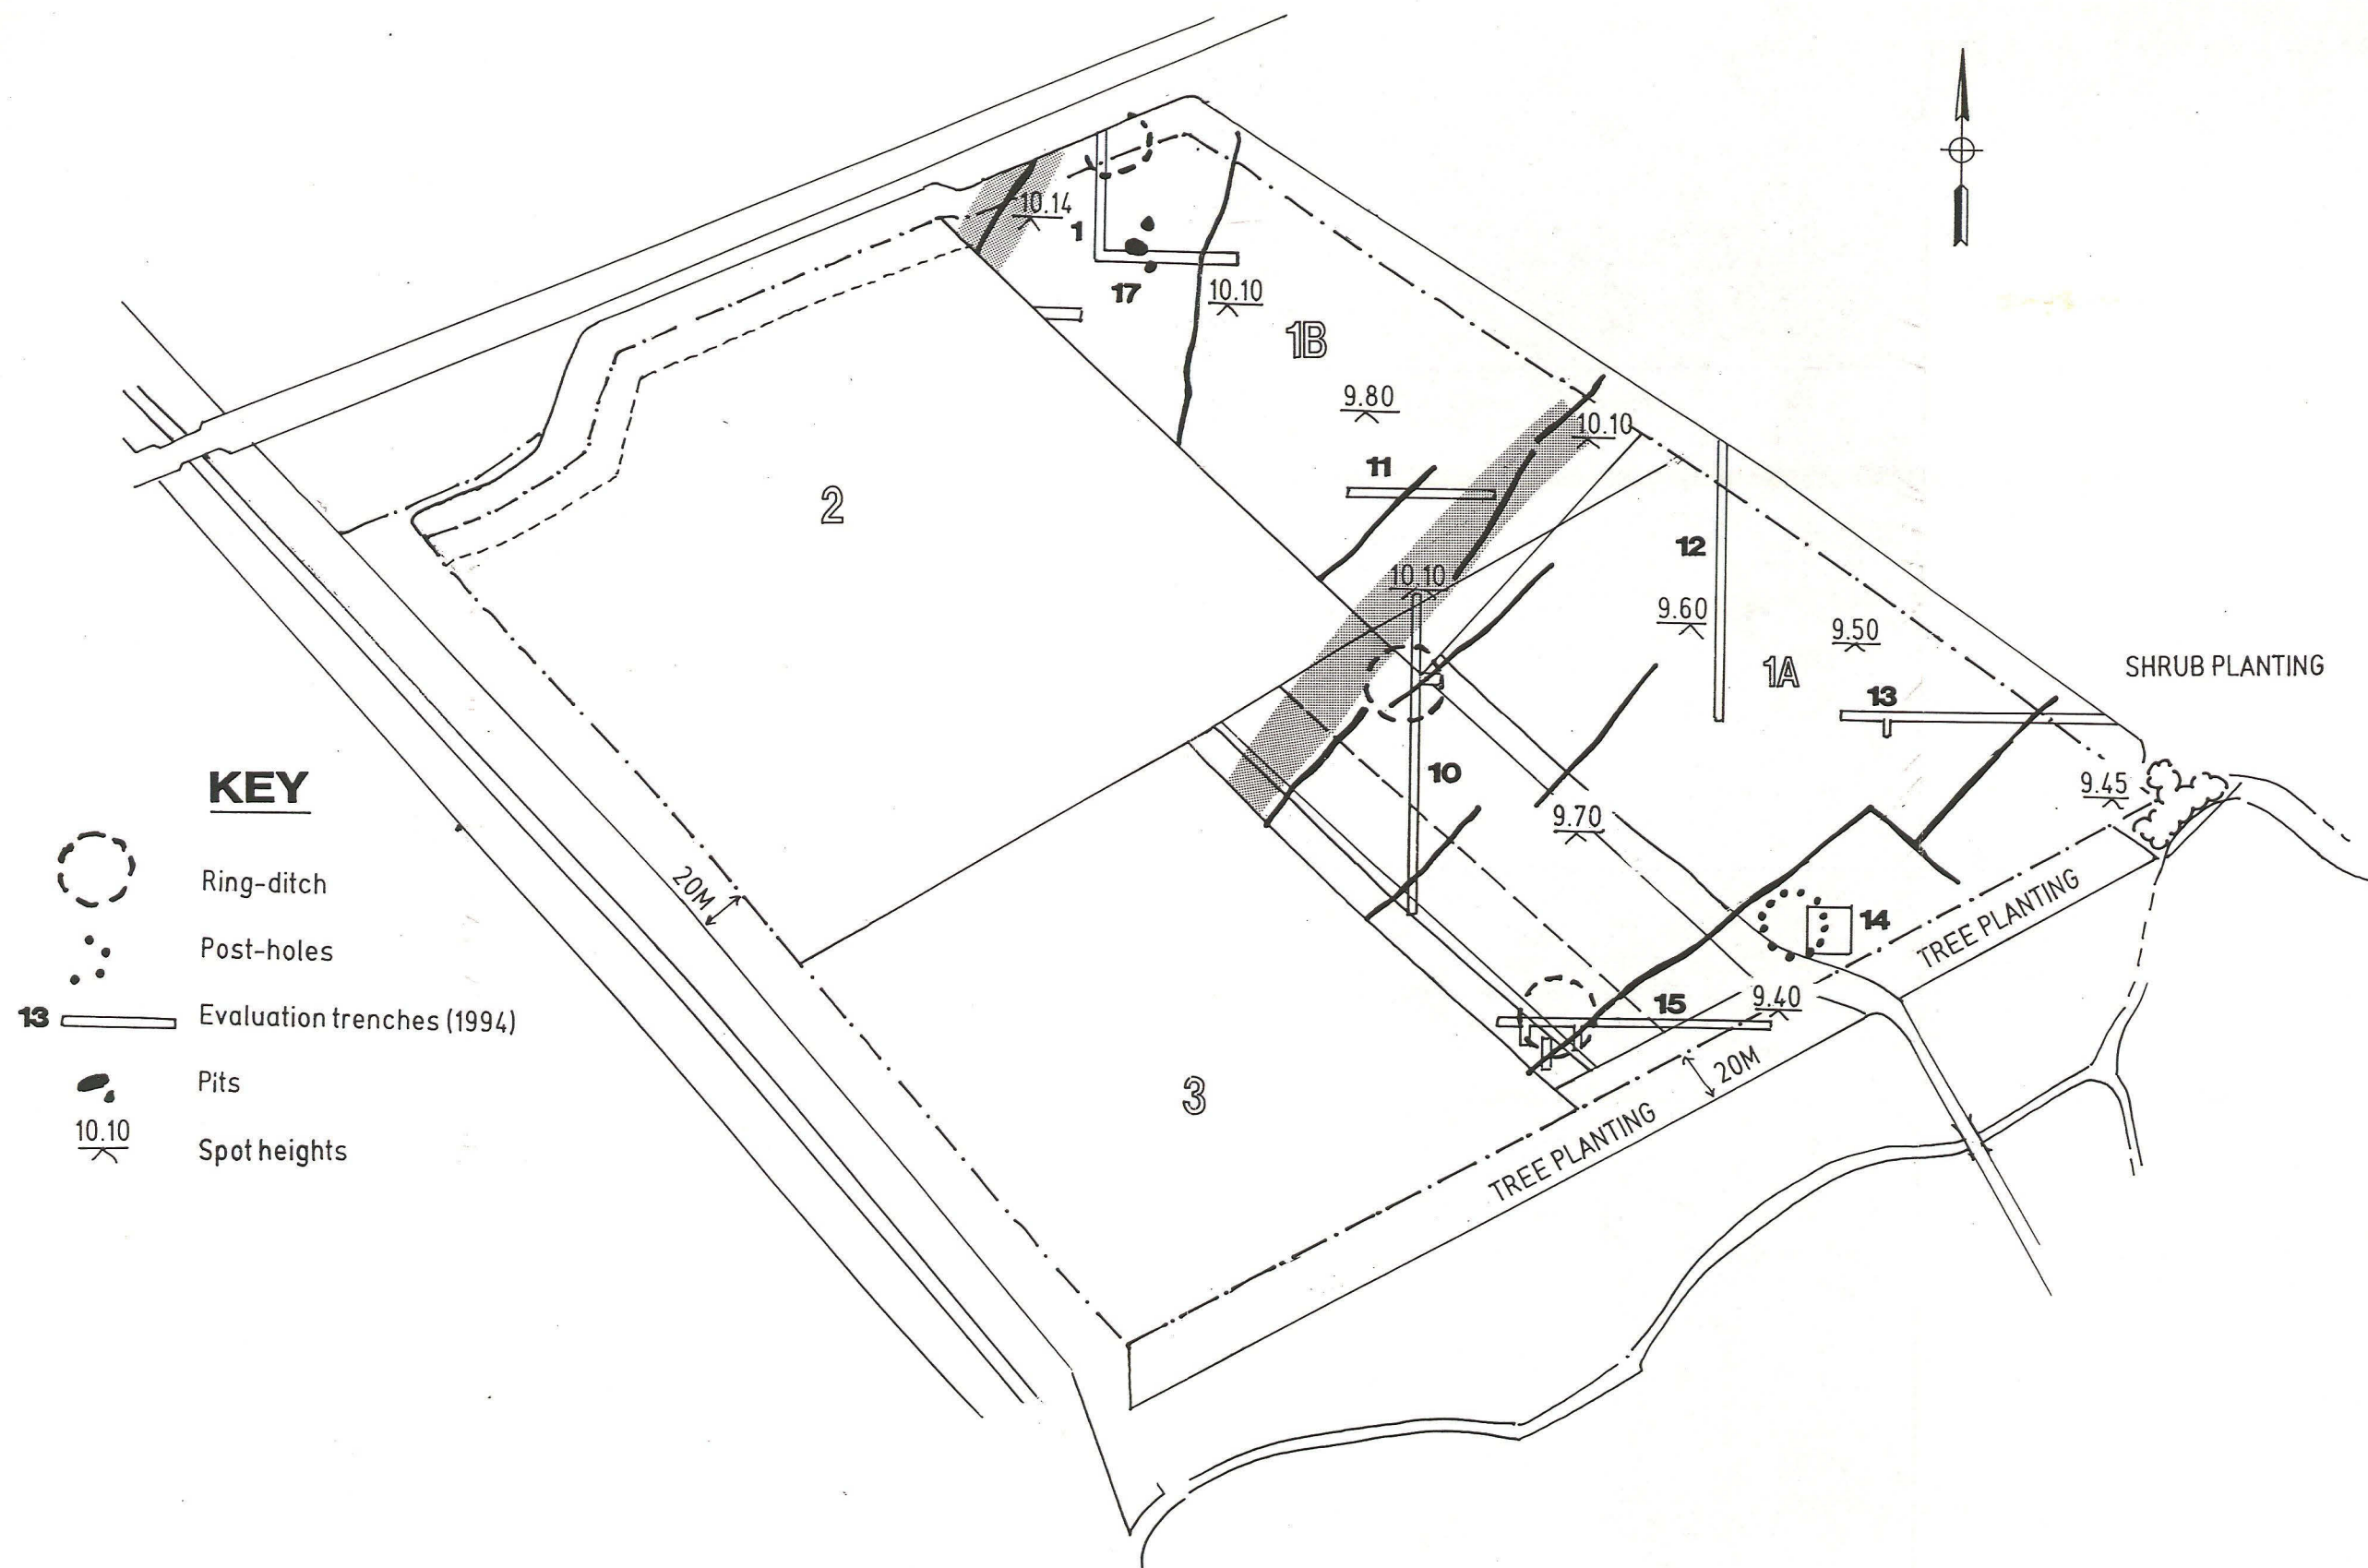 10.14
1
17
10.10
1B
9.80
10.10
11
2
12
10.10
9.60
9.50
1A
SHRUB PLANTING
13
10
9.45
9.70
KEY
Ring-ditch
Post-holes
13 Evaluation trenches (1994)
Pits
10.10
Spot heights
20M
14
TREE PLANTING
15
9.40
20M
3
TREE PLANTING